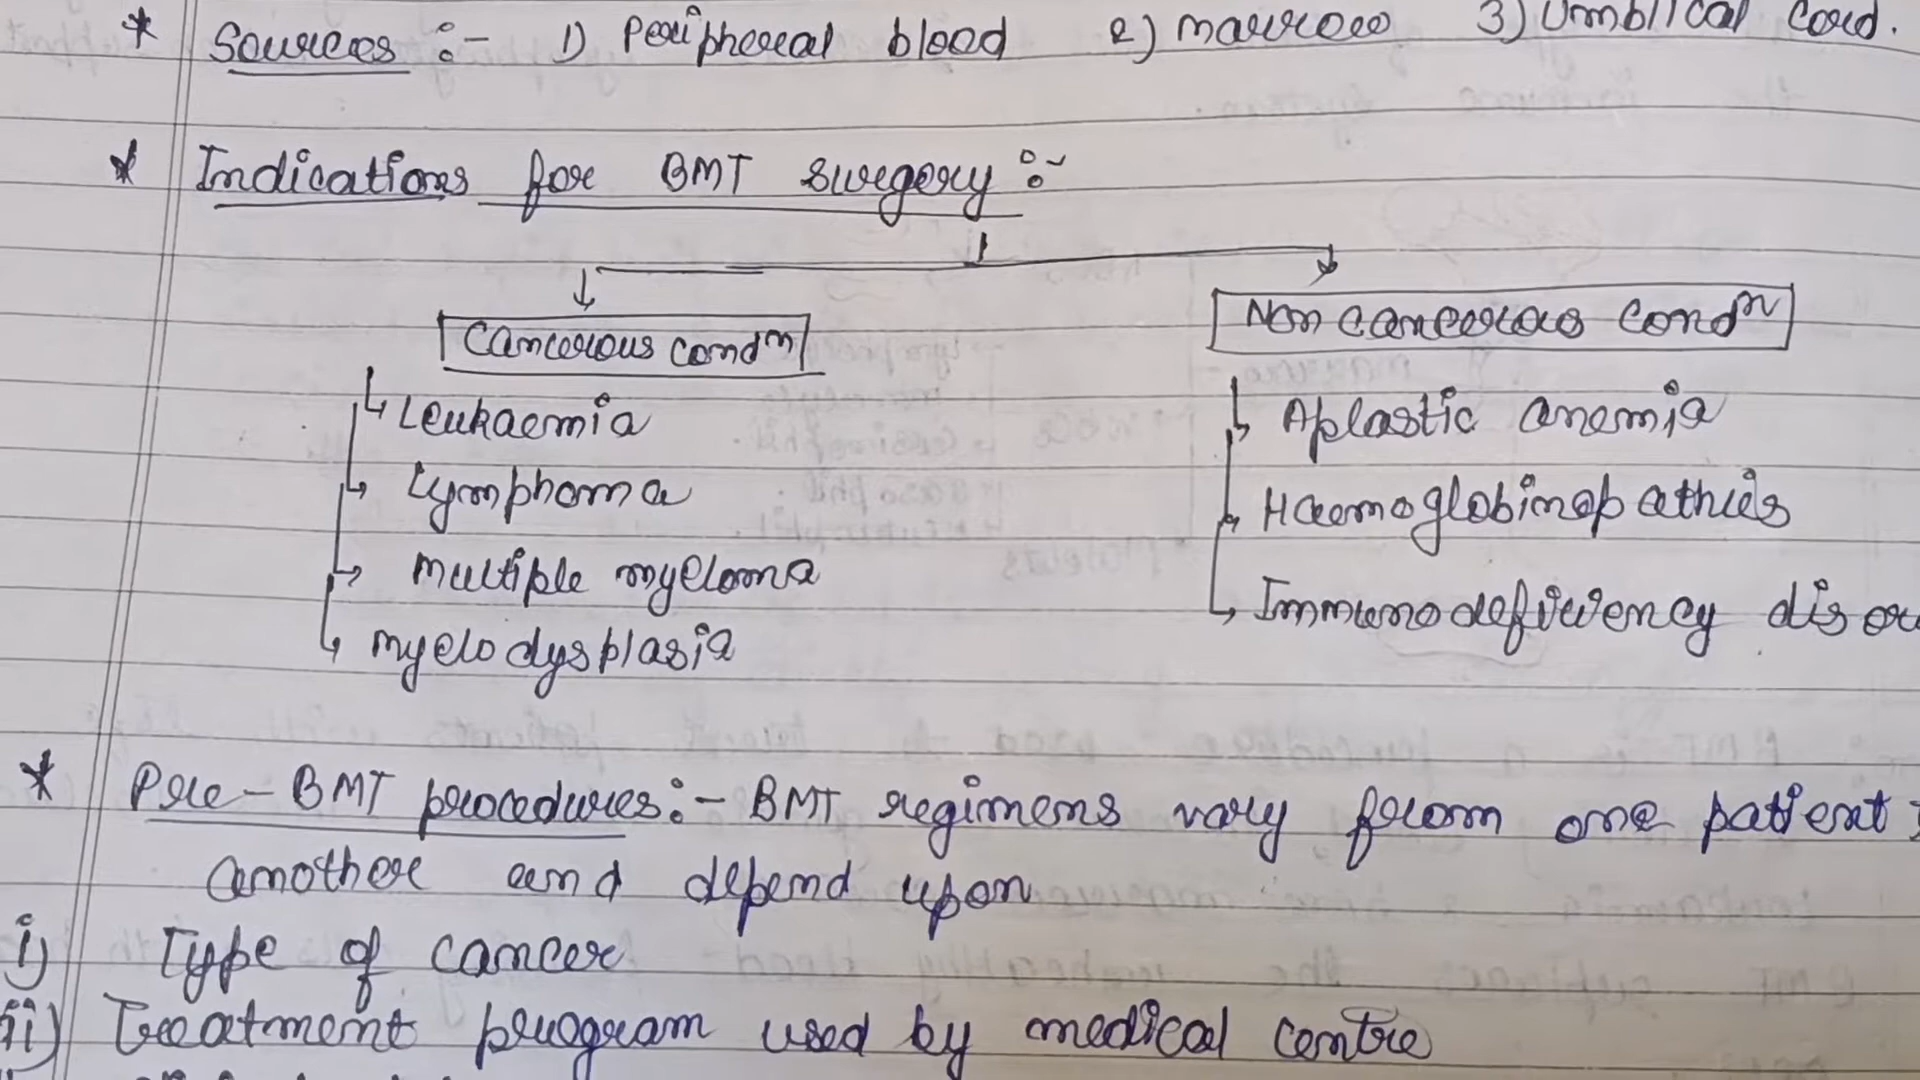 * Sources :- 1) Peripheral blood 2) marrow 3) Umblical cord.
* Indications for BMT surgery :-
Cancerous condn
Non cancerous condn
Leukaemia
Aplastic anemia
Lymphoma
Haemoglobinopathies
multiple myeloma
Immunodeficiency disor
myelodysplasia
* Pre-BMT procedures :- BMT regimens vary from one patient
another and depend upon
i) Type of cancer
ii) Treatment program used by medical centre